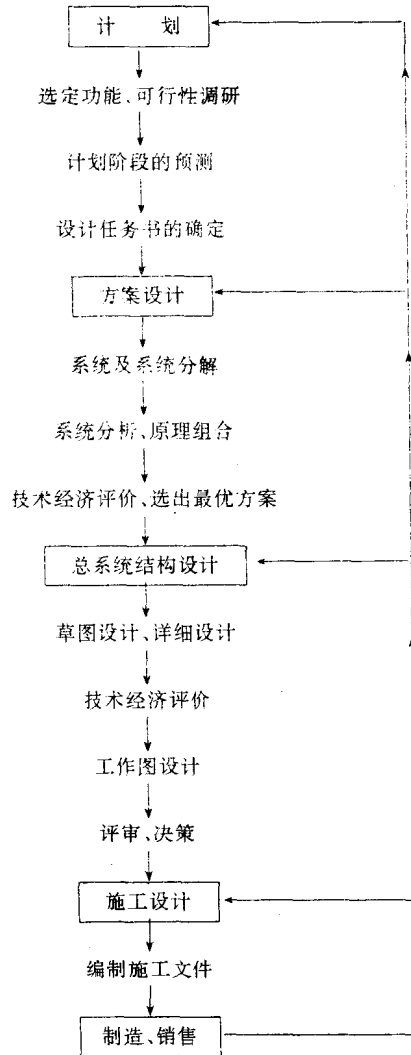 计 划
选定功能、可行性调研
计划阶段的预测
设计任务书的确定
方案设计
系统及系统分解
系统分析、原理组合
技术经济评价、选出最优方案
总系统结构设计
草图设计、详细设计
技术经济评价
工作图设计
评审、决策
施工设计
编制施工文件
制造、销售